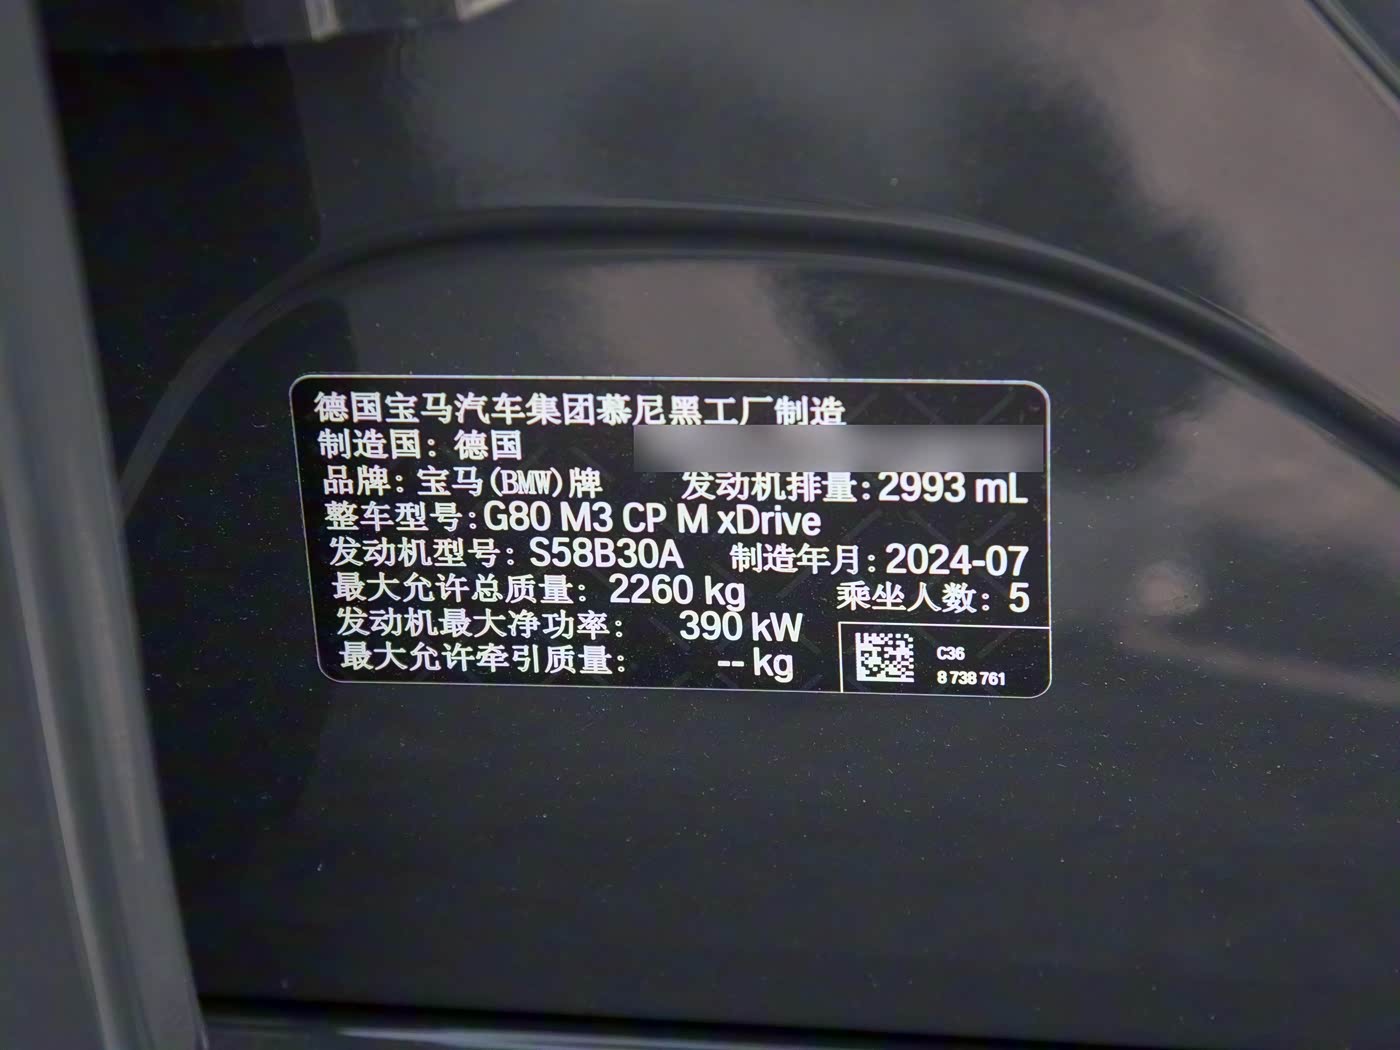 德国宝马汽车集团慕尼黑工厂制造
制造国：德国
品牌：宝马(BMW)牌 发动机排量：2993 mL
整车型号：G80 M3 CP M xDrive
发动机型号：S58B30A 制造年月：2024-07
最大允许总质量：2260 kg 乘坐人数：5
发动机最大净功率：390 kW
最大允许牵引质量：-- kg
C36
8 738 761